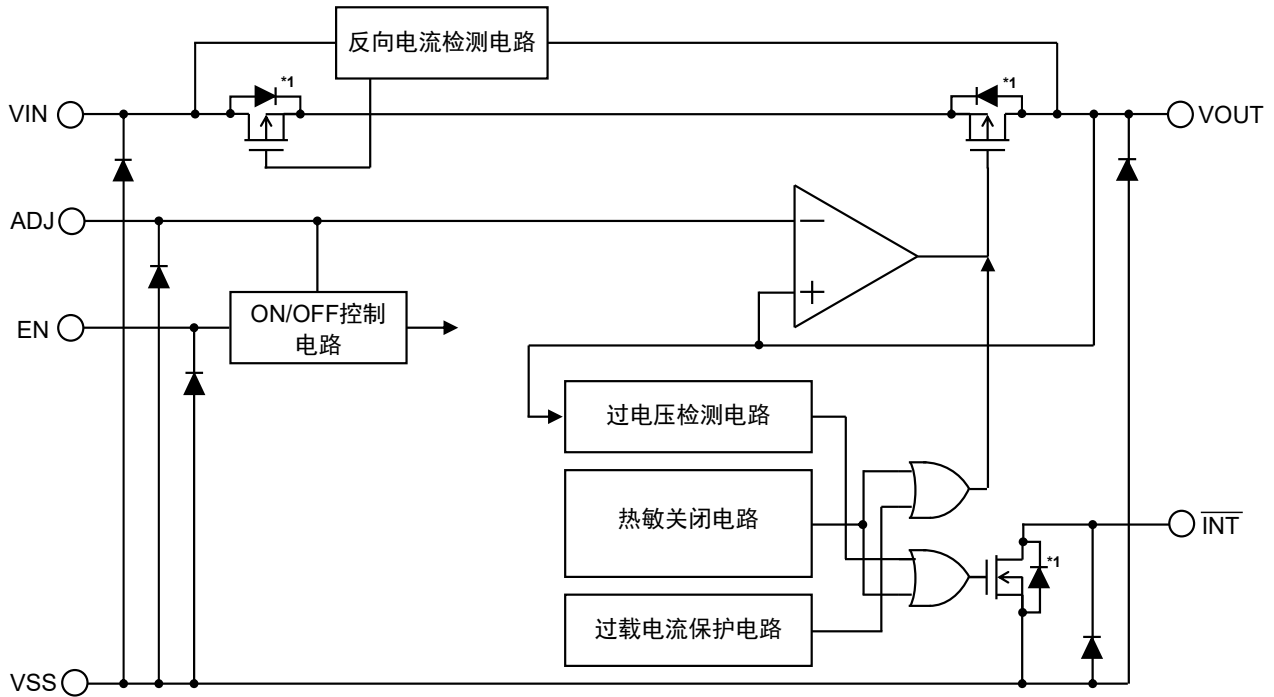 反向电流检测电路
*1
*1
VIN
VOUT
ADJ
EN
ON/OFF控制
电路
过电压检测电路
热敏关闭电路
INT
*1
过载电流保护电路
VSS